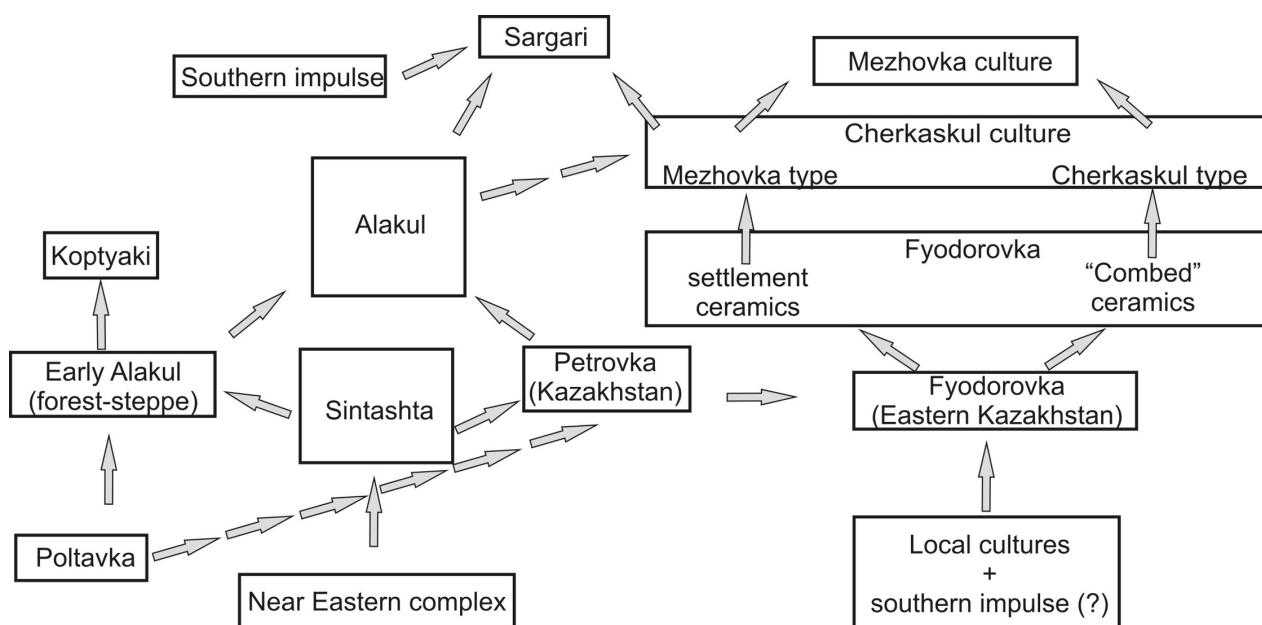 Sargari
Southern impulse
Mezhovka culture
Cherkaskul culture
Mezhovka type
Cherkaskul type
Alakul
Koptyaki
Fyodorovka
settlement
ceramics
“Combed”
ceramics
Early Alakul
(forest-steppe)
Sintashta
Petrovka
(Kazakhstan)
Fyodorovka
(Eastern Kazakhstan)
Poltavka
Near Eastern complex
Local cultures
+
southern impulse (?)